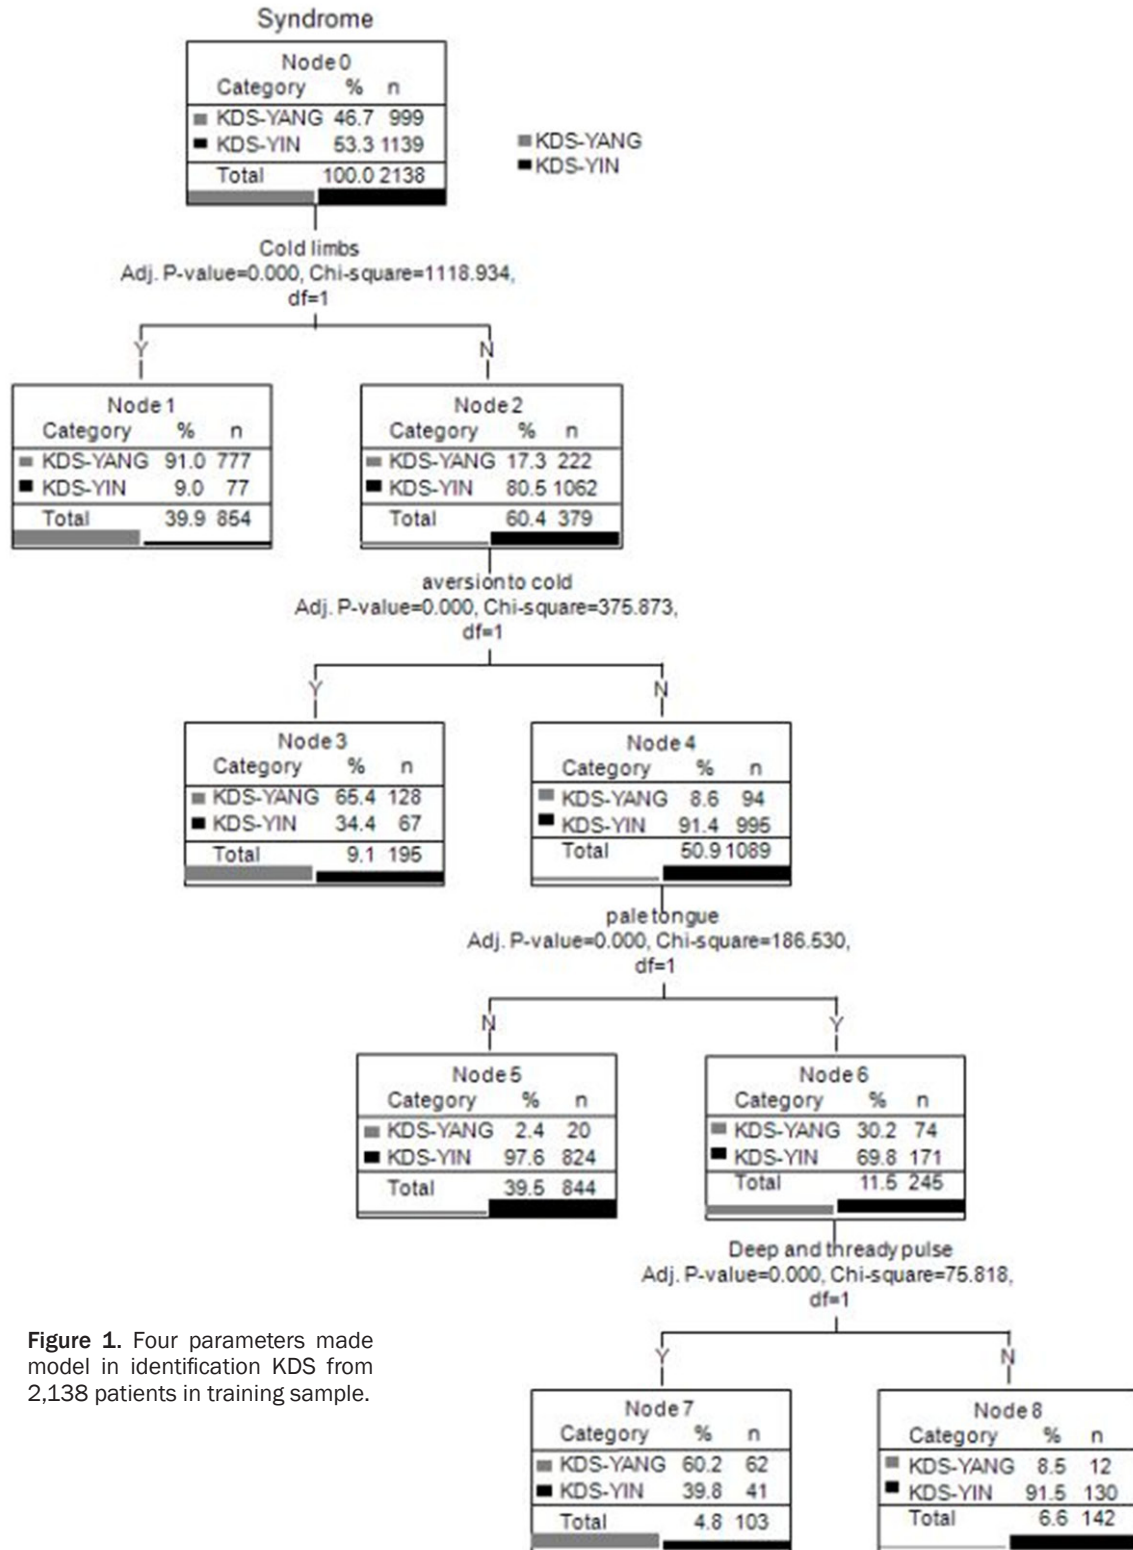 Syndrome
Node 0
Category % n
KDS-YANG 46.7 999
KDS-YIN 53.3 1139
Total 100.0 2138
KDS-YANG
KDS-YIN
Cold limbs
Adj. P-value=0.000, Chi-square=1118.934,
df=1
Y
N
Node 1
Category % n
KDS-YANG 91.0 777
KDS-YIN 9.0 77
Total 39.9 854
Node 2
Category % n
KDS-YANG 17.3 222
KDS-YIN 80.5 1062
Total 60.4 379
aversion to cold
Adj. P-value=0.000, Chi-square=375.873,
df=1
Y
N
Node 3
Category % n
KDS-YANG 65.4 128
KDS-YIN 34.4 67
Total 9.1 195
Node 4
Category % n
KDS-YANG 8.6 94
KDS-YIN 91.4 995
Total 50.9 1089
pale tongue
Adj. P-value=0.000, Chi-square=186.530,
df=1
N
Y
Node 5
Category % n
KDS-YANG 2.4 20
KDS-YIN 97.6 824
Total 39.5 844
Node 6
Category % n
KDS-YANG 30.2 74
KDS-YIN 69.8 171
Total 11.5 245
Deep and thready pulse
Adj. P-value=0.000, Chi-square=75.818,
df=1
Y
N
Node 7
Category % n
KDS-YANG 60.2 62
KDS-YIN 39.8 41
Total 4.8 103
Node 8
Category % n
KDS-YANG 8.5 12
KDS-YIN 91.5 130
Total 6.6 142
Figure 1. Four parameters made
model in identification KDS from
2,138 patients in training sample.